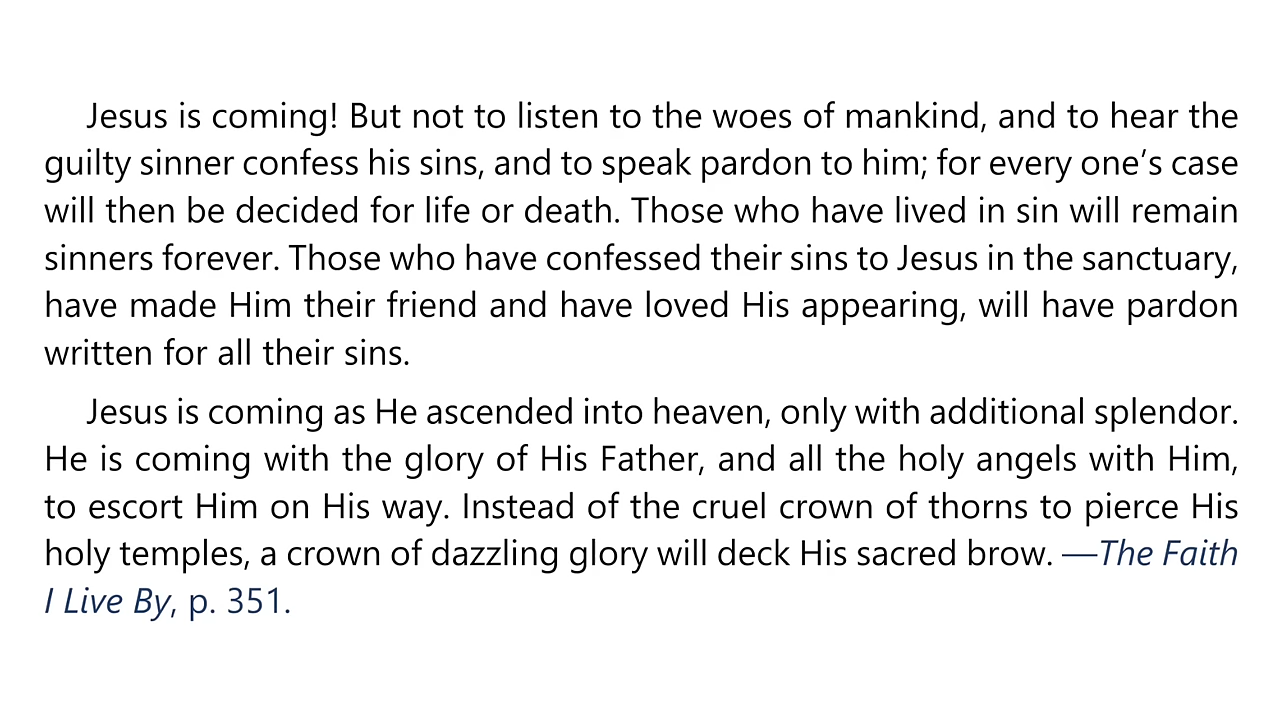 Jesus is coming! But not to listen to the woes of mankind, and to hear the
guilty sinner confess his sins, and to speak pardon to him; for every one’s case
will then be decided for life or death. Those who have lived in sin will remain
sinners forever. Those who have confessed their sins to Jesus in the sanctuary,
have made Him their friend and have loved His appearing, will have pardon
written for all their sins.
Jesus is coming as He ascended into heaven, only with additional splendor.
He is coming with the glory of His Father, and all the holy angels with Him,
to escort Him on His way. Instead of the cruel crown of thorns to pierce His
holy temples, a crown of dazzling glory will deck His sacred brow. —The Faith
I Live By, p. 351.